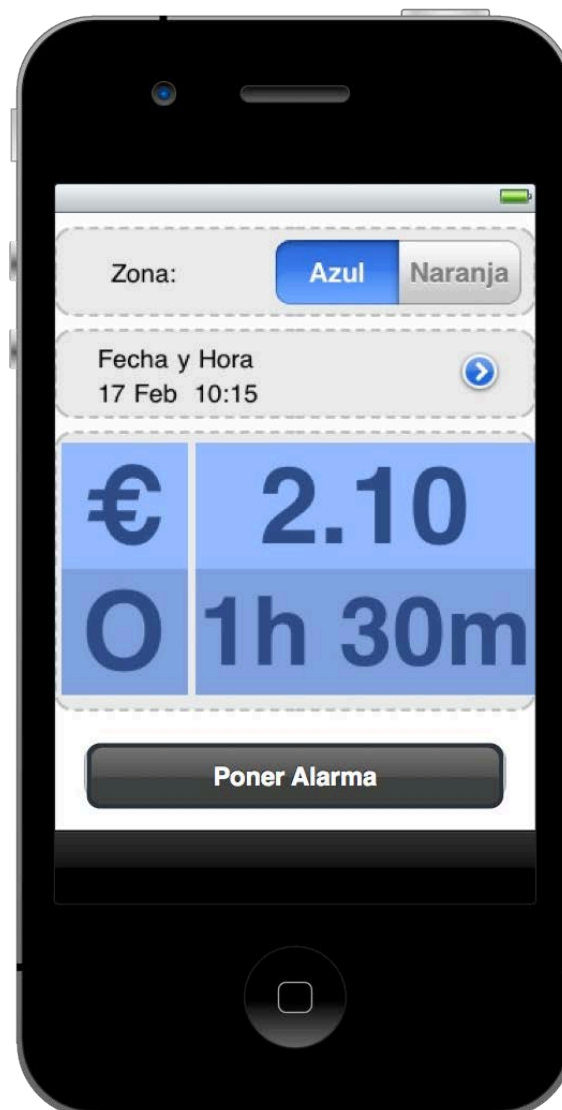 Zona:
Azul Naranja
Fecha y Hora
17 Feb 10:15
€ 2.10
O 1h 30m
Poner Alarma